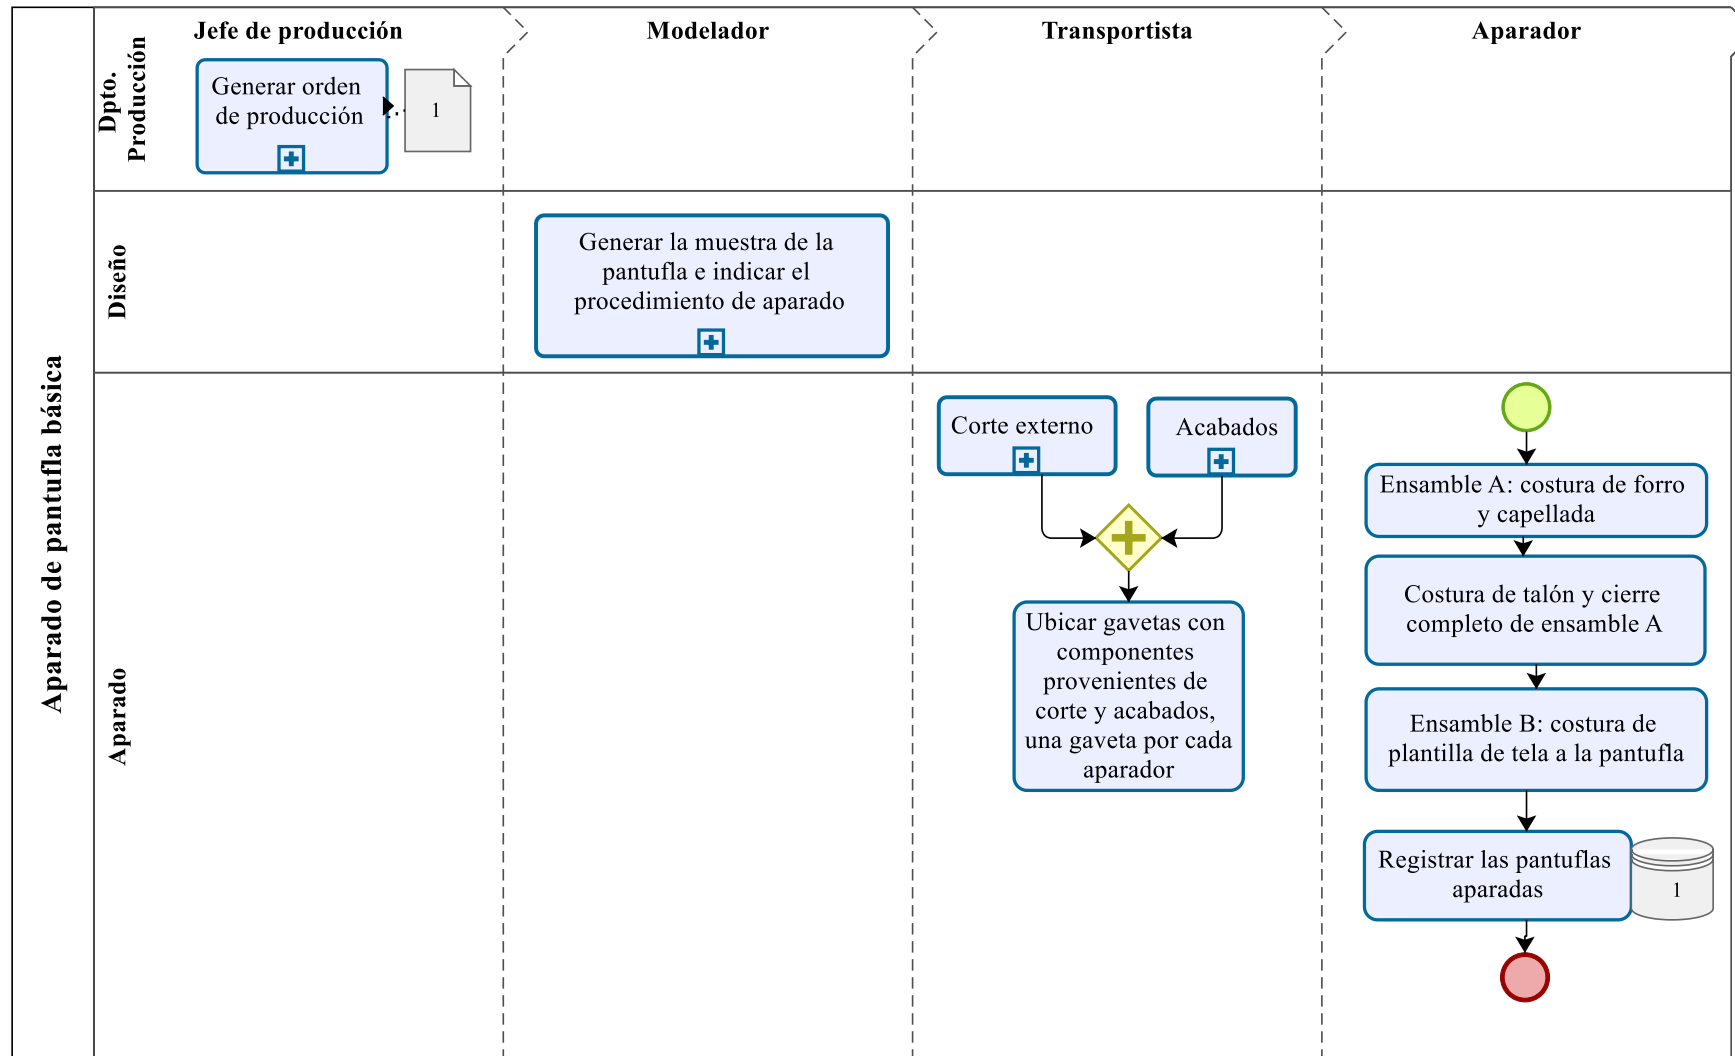 Aparado de pantufla básica
Jefe de producción
Modelador
Transportista
Aparador
Dpto.
Producción
Generar orden
de producción
1
Diseño
Generar la muestra de la
pantufla e indicar el
procedimiento de aparado
Aparado
Corte externo
Acabados
Ubicar gavetas con
componentes
provenientes de
corte y acabados,
una gaveta por cada
aparador
Ensamble A: costura de forro
y capellada
Costura de talón y cierre
completo de ensamble A
Ensamble B: costura de
plantilla de tela a la pantufla
Registrar las pantuflas
aparadas
1